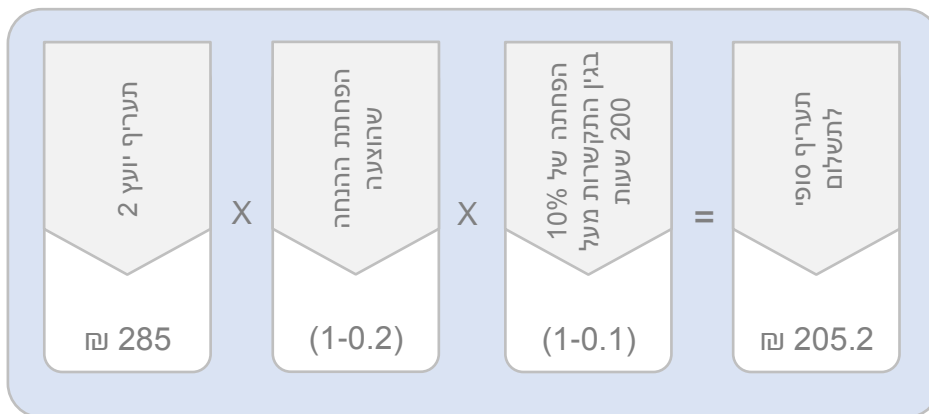 תעריף יועץ 2
285 ₪
X
הפחתת ההנחה
שהוצעה
(1-0.2)
X
הפחתה של 10%
בגין התקשרות מעל
200 שעות
(1-0.1)
=
תעריף סופי
לתשלום
205.2 ₪